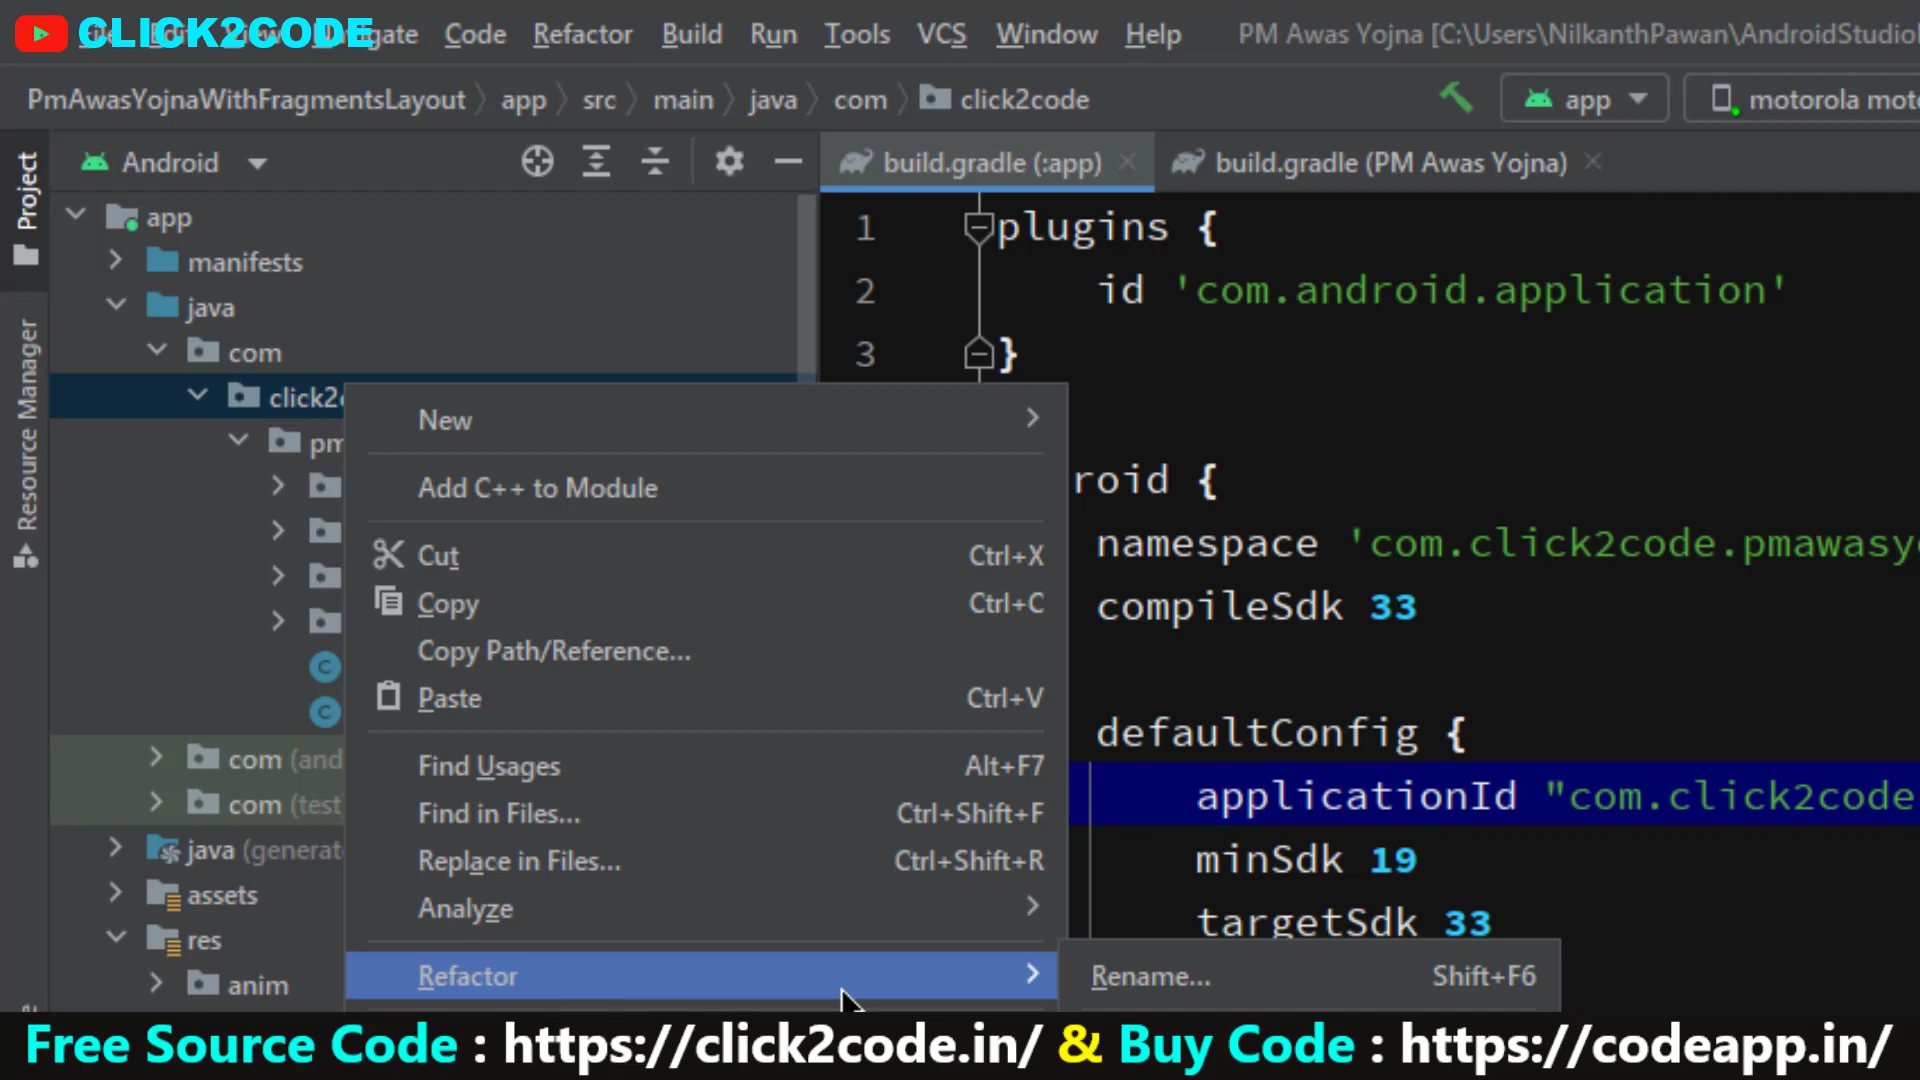 CLICK2CODE
Code Refactor Build Run Tools VCS Window Help PM Awas Yojna [C:\Users\NilkanthPawan\AndroidStudio
PmAwasYojnaWithFragmentsLayout app src main java com click2code app motorola mot
Project
Resource Manager
Android
build.gradle (:app)
build.gradle (PM Awas Yojna)
app
manifests
java
com
click2
pm
com (and
com (test
java (generat
assets
res
anim
1 plugins {
2 id 'com.android.application'
3 }
roid {
namespace 'com.click2code.pmawasy
compileSdk 33
defaultConfig {
applicationId "com.click2code
minSdk 19
targetSdk 33
New
Add C++ to Module
Cut Ctrl+X
Copy Ctrl+C
Copy Path/Reference...
Paste Ctrl+V
Find Usages Alt+F7
Find in Files... Ctrl+Shift+F
Replace in Files... Ctrl+Shift+R
Analyze
Refactor
Rename... Shift+F6
Free Source Code : https://click2code.in/ & Buy Code : https://codeapp.in/